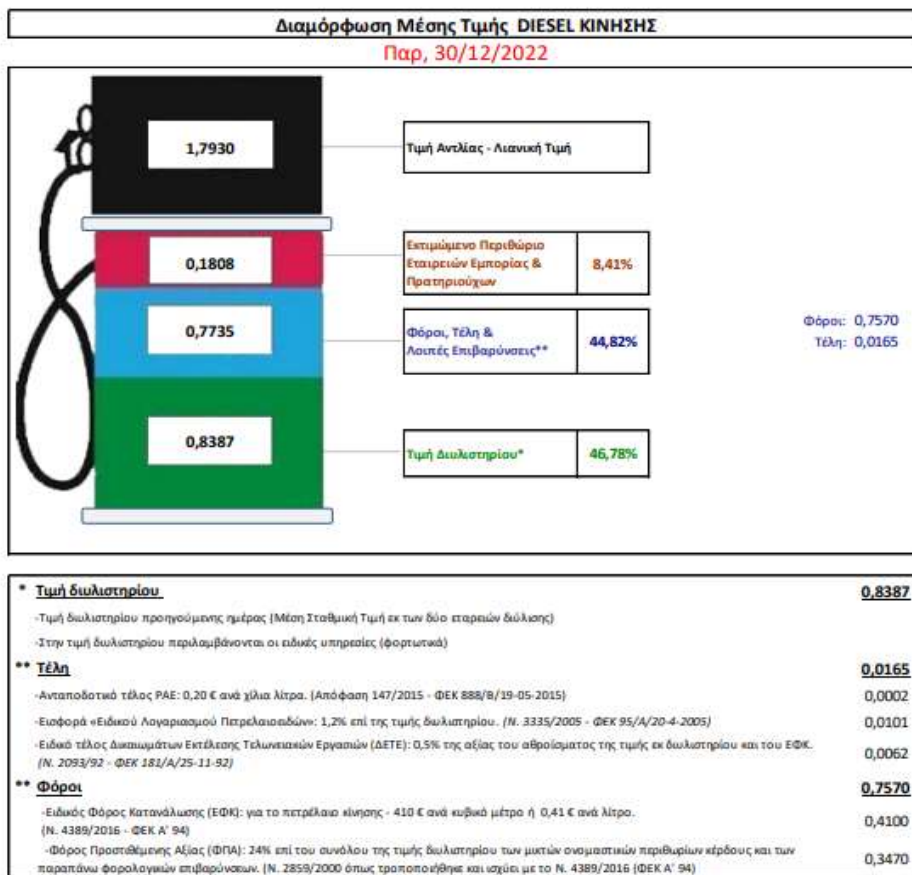 Διαμόρφωση Μέσης Τιμής DIESEL ΚΙΝΗΣΗΣ
Παρ, 30/12/2022
1,7930
Τιμή Αντλίας - Λιανική Τιμή
0,1808
Εκτιμώμενο Περιθώριο
Εταιρειών Εμπορίας &
Πρατηριούχων
8,41%
0,7735
Φόροι, Τέλη &
Λοιπές Επιβαρύνσεις**
44,82%
Φόροι: 0,7570
Τέλη: 0,0165
0,8387
Τιμή Διυλιστηρίου*
46,78%
* Τιμή διυλιστηρίου 0,8387
-Τιμή διυλιστηρίου προηγούμενης ημέρας (Μέση Σταθμική Τιμή εκ των δύο εταρειών διύλισης)
-Στην τιμή διυλιστηρίου περιλαμβάνονται οι ειδικές υπηρεσίες (φορτωτικά)
** Τέλη 0,0165
-Ανταποδοτικό τέλος ΡΑΕ: 0,20 € ανά χίλια λίτρα. (Απόφαση 147/2015 - ΦΕΚ 888/Β/19-05-2015) 0,0002
-Εισφορά «Ειδικού Λογαριασμού Πετρελαιοειδών»: 1,2% επί της τιμής διυλιστηρίου. (Ν. 3335/2005 - ΦΕΚ 95/Α/20-4-2005) 0,0101
-Ειδικό τέλος Δικαιωμάτων Εκτέλεσης Τελωνειακών Εργασιών (ΔΕΤΕ): 0,5% της αξίας του αθροίσματος της τιμής εκ διυλιστηρίου και του ΕΦΚ.
(Ν. 2093/92 - ΦΕΚ 181/Α/25-11-92) 0,0062
** Φόροι 0,7570
-Ειδικός Φόρος Κατανάλωσης (ΕΦΚ): για το πετρέλαιο κίνησης - 410 € ανά κυβικό μέτρο ή 0,41 € ανά λίτρο.
(Ν. 4389/2016 - ΦΕΚ Α' 94) 0,4100
-Φόρος Προστιθέμενης Αξίας (ΦΠΑ): 24% επί του συνόλου της τιμής διυλιστηρίου των μικτών ονομαστικών περιθωρίων κέρδους και των
παραπάνω φορολογικών επιβαρύνσεων. (Ν. 2859/2000 όπως τροποποιήθηκε και ισχύει με το Ν. 4389/2016 (ΦΕΚ Α' 94) 0,3470